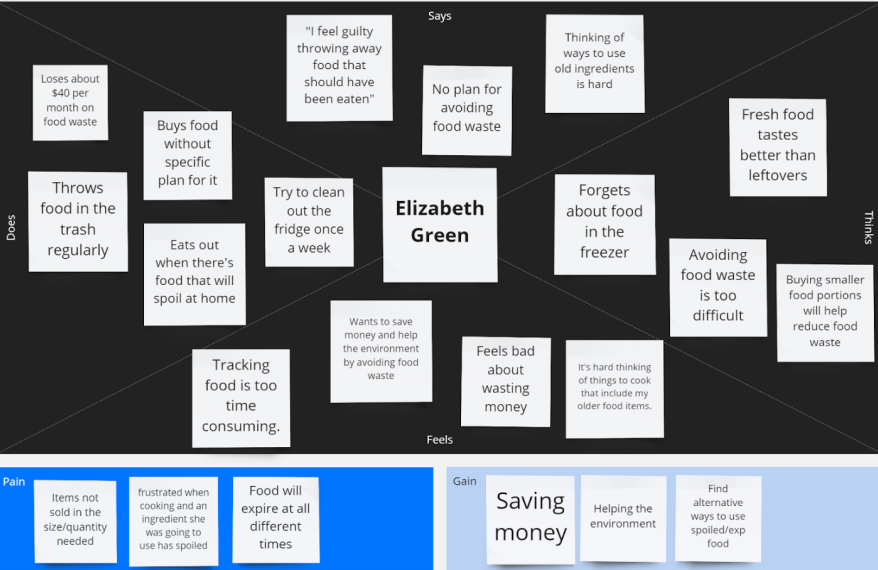 Says
"I feel guilty
throwing away
food that
should have
been eaten"
No plan for
avoiding
food waste
Thinking of
ways to use
old ingredients
is hard
Does
Loses about
$40 per
month on
food waste
Buys food
without
specific
plan for it
Throws
food in the
trash
regularly
Try to clean
out the
fridge once
a week
Eats out
when there's
food that will
spoil at home
Elizabeth
Green
Thinks
Fresh food
tastes
better than
leftovers
Forgets
about food
in the
freezer
Avoiding
food waste
is too
difficult
Buying smaller
food portions
will help
reduce food
waste
Wants to save
money and help
the environment
by avoiding food
waste
Tracking
food is too
time
consuming.
Feels bad
about
wasting
money
It's hard thinking
of things to cook
that include my
older food items.
Feels
Pain
Items not
sold in the
size/quantity
needed
frustrated when
cooking and an
ingredient she
was going to
use has spoiled
Food will
expire at all
different
times
Gain
Saving
money
Helping the
environment
Find
alternative
ways to use
spoiled/exp
food